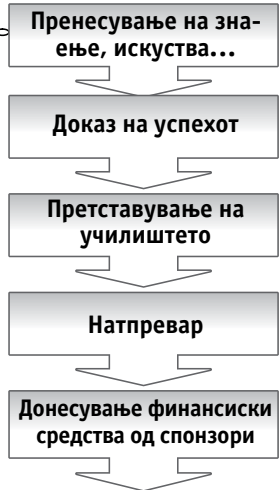 Пренесување на зна-
ење, искуства...
Доказ на успехот
Претставување на
училиштето
Натпревар
Донесување финансиски
средства од спонзори